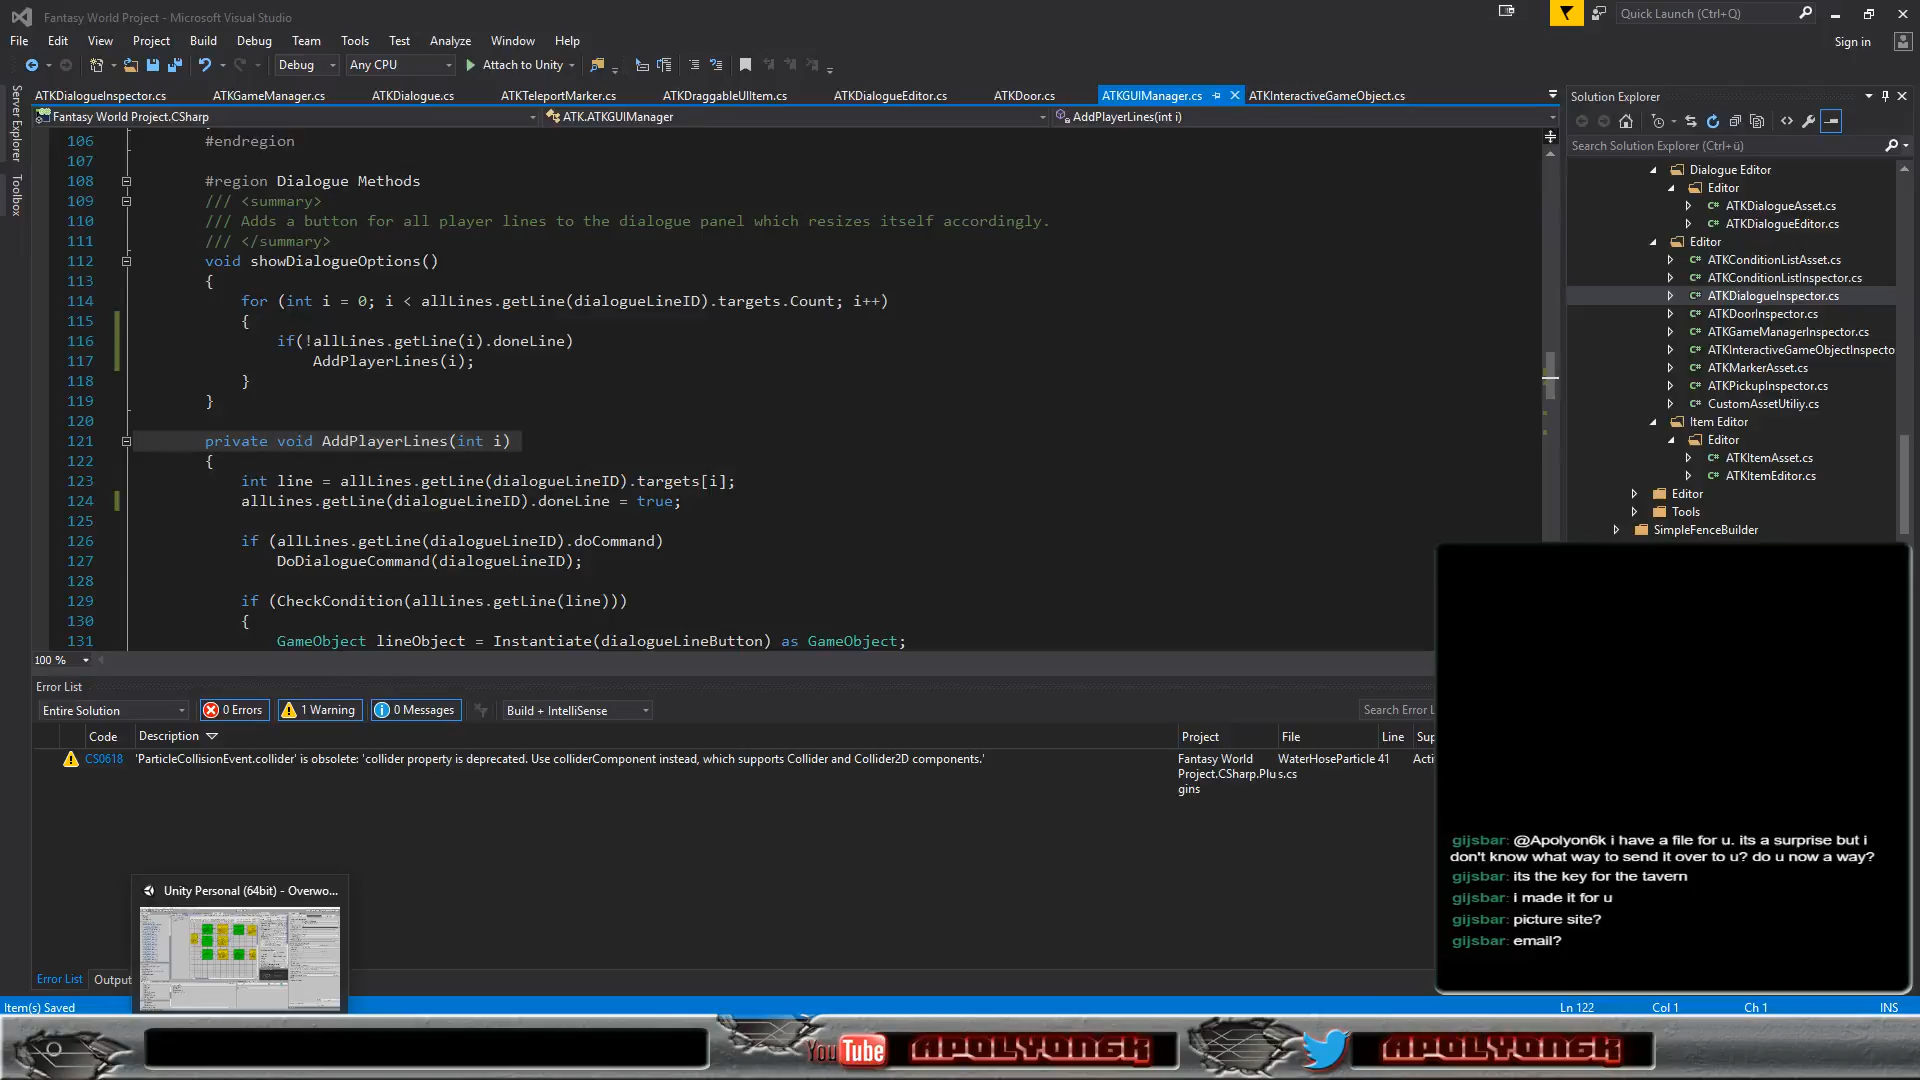 Fantasy World Project - Microsoft Visual Studio
Quick Launch (Ctrl+Q)
File Edit View Project Build Debug Team Tools Test Analyze Window Help
Sign in
Debug Any CPU Attach to Unity
ATKDialogueInspector.cs ATKGameManager.cs ATKDialogue.cs ATKTeleportMarker.cs ATKDraggableUIItem.cs ATKDialogueEditor.cs ATKDoor.cs ATKGUIManager.cs ATKInteractiveGameObject.cs
Fantasy World Project.CSharp ATK.ATKGUIManager AddPlayerLines(int i)
Server Explorer
Toolbox
106 #endregion
107
108 #region Dialogue Methods
109 /// <summary>
110 /// Adds a button for all player lines to the dialogue panel which resizes itself accordingly.
111 /// </summary>
112 void showDialogueOptions()
113 {
114 for (int i = 0; i < allLines.getLine(dialogueLineID).targets.Count; i++)
115 {
116 if(!allLines.getLine(i).doneLine)
117 AddPlayerLines(i);
118 }
119 }
120
121 private void AddPlayerLines(int i)
122 {
123 int line = allLines.getLine(dialogueLineID).targets[i];
124 allLines.getLine(dialogueLineID).doneLine = true;
125
126 if (allLines.getLine(dialogueLineID).doCommand)
127 DoDialogueCommand(dialogueLineID);
128
129 if (CheckCondition(allLines.getLine(line)))
130 {
131 GameObject lineObject = Instantiate(dialogueLineButton) as GameObject;
100 %
Solution Explorer
Search Solution Explorer (Ctrl+ü)
Dialogue Editor
Editor
ATKDialogueAsset.cs
ATKDialogueEditor.cs
Editor
ATKConditionListAsset.cs
ATKConditionListInspector.cs
ATKDialogueInspector.cs
ATKDoorInspector.cs
ATKGameManagerInspector.cs
ATKInteractiveGameObjectInspecto
ATKMarkerAsset.cs
ATKPickupInspector.cs
CustomAssetUtiliy.cs
Item Editor
Editor
ATKItemAsset.cs
ATKItemEditor.cs
Editor
Tools
SimpleFenceBuilder
Error List
Entire Solution 0 Errors 1 Warning 0 Messages Build + IntelliSense Search Error L
Code Description Project File Line Sup
CS0618 'ParticleCollisionEvent.collider' is obsolete: 'collider property is deprecated. Use colliderComponent instead, which supports Collider and Collider2D components.' Fantasy World WaterHoseParticle 41 Acti
Project.CSharp.Plu s.cs
gins
Unity Personal (64bit) - Overwo...
Error List Output
gijsbar: @Apolyon6k i have a file for u. its a surprise but i
don't know what way to send it over to u? do u now a way?
gijsbar: its the key for the tavern
gijsbar: i made it for u
gijsbar: picture site?
gijsbar: email?
Item(s) Saved Ln 122 Col 1 Ch 1 INS
YouTube APOLYON6K APOLYON6K